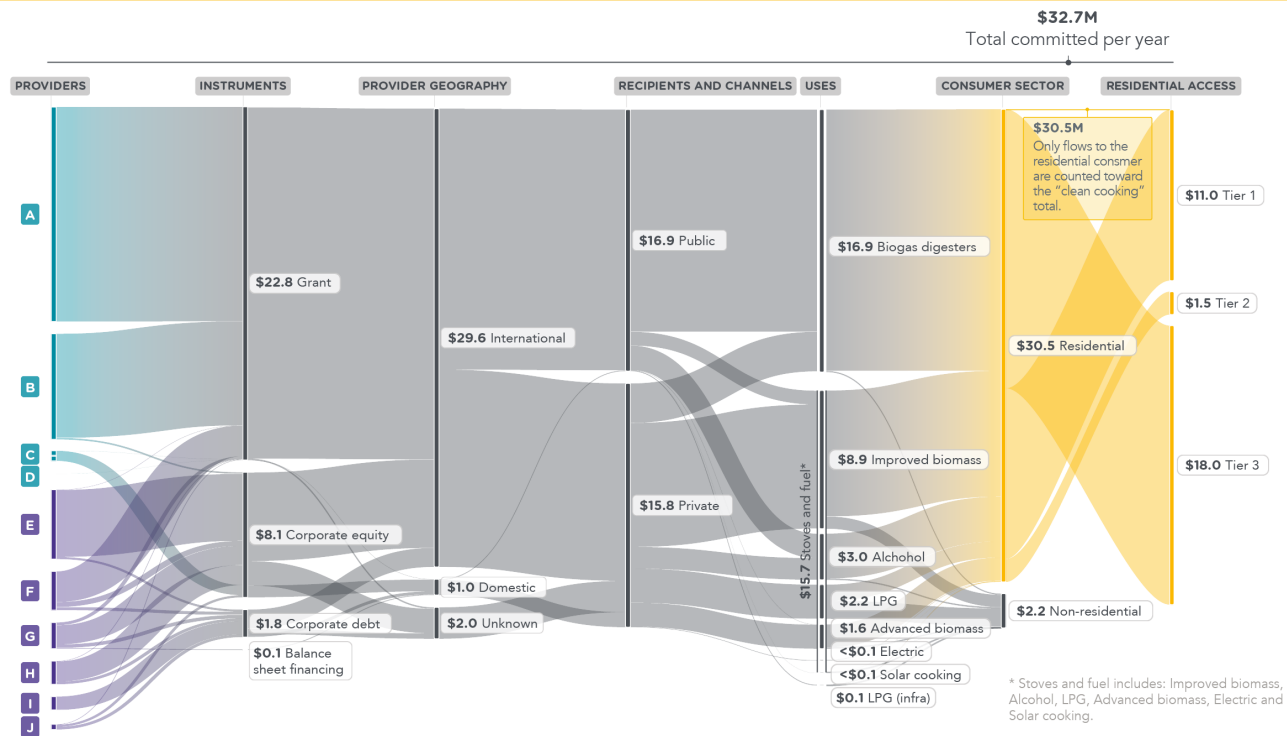 $32.7M
Total committed per year
PROVIDERS
INSTRUMENTS
PROVIDER GEOGRAPHY
RECIPIENTS AND CHANNELS
USES
CONSUMER SECTOR
RESIDENTIAL ACCESS
A
B
C
D
E
F
G
H
I
J
$22.8 Grant
$8.1 Corporate equity
$1.8 Corporate debt
$0.1 Balance
sheet financing
$29.6 International
$1.0 Domestic
$2.0 Unknown
$16.9 Public
$15.8 Private
$15.7 Stoves and fuel*
$16.9 Biogas digesters
$8.9 Improved biomass
$3.0 Alchohol
$2.2 LPG
$1.6 Advanced biomass
<$0.1 Electric
<$0.1 Solar cooking
$0.1 LPG (infra)
$30.5M
Only flows to the
residential consmer
are counted toward
the “clean cooking”
total.
$30.5 Residential
$2.2 Non-residential
$11.0 Tier 1
$1.5 Tier 2
$18.0 Tier 3
* Stoves and fuel includes: Improved biomass,
Alcohol, LPG, Advanced biomass, Electric and
Solar cooking.